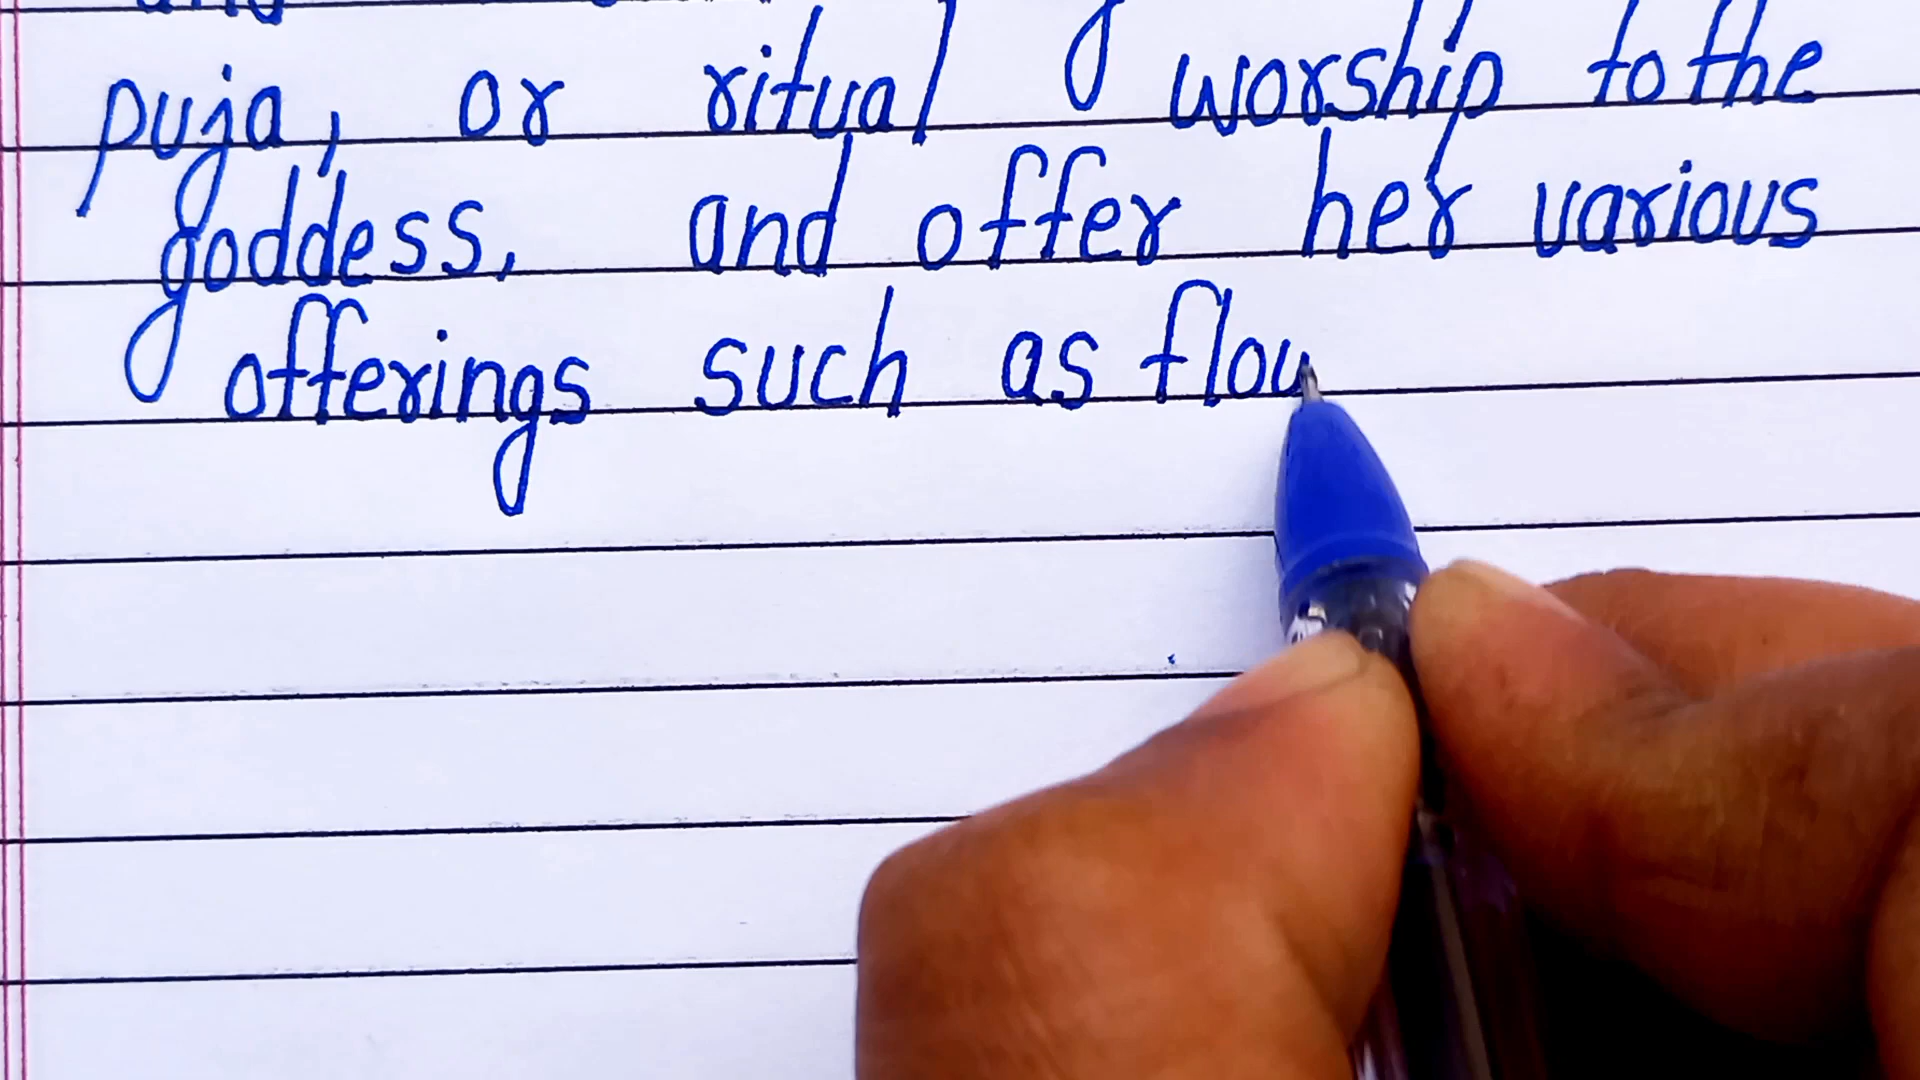 puja, or ritual worship to the
goddess, and offer her various
offerings such as flou